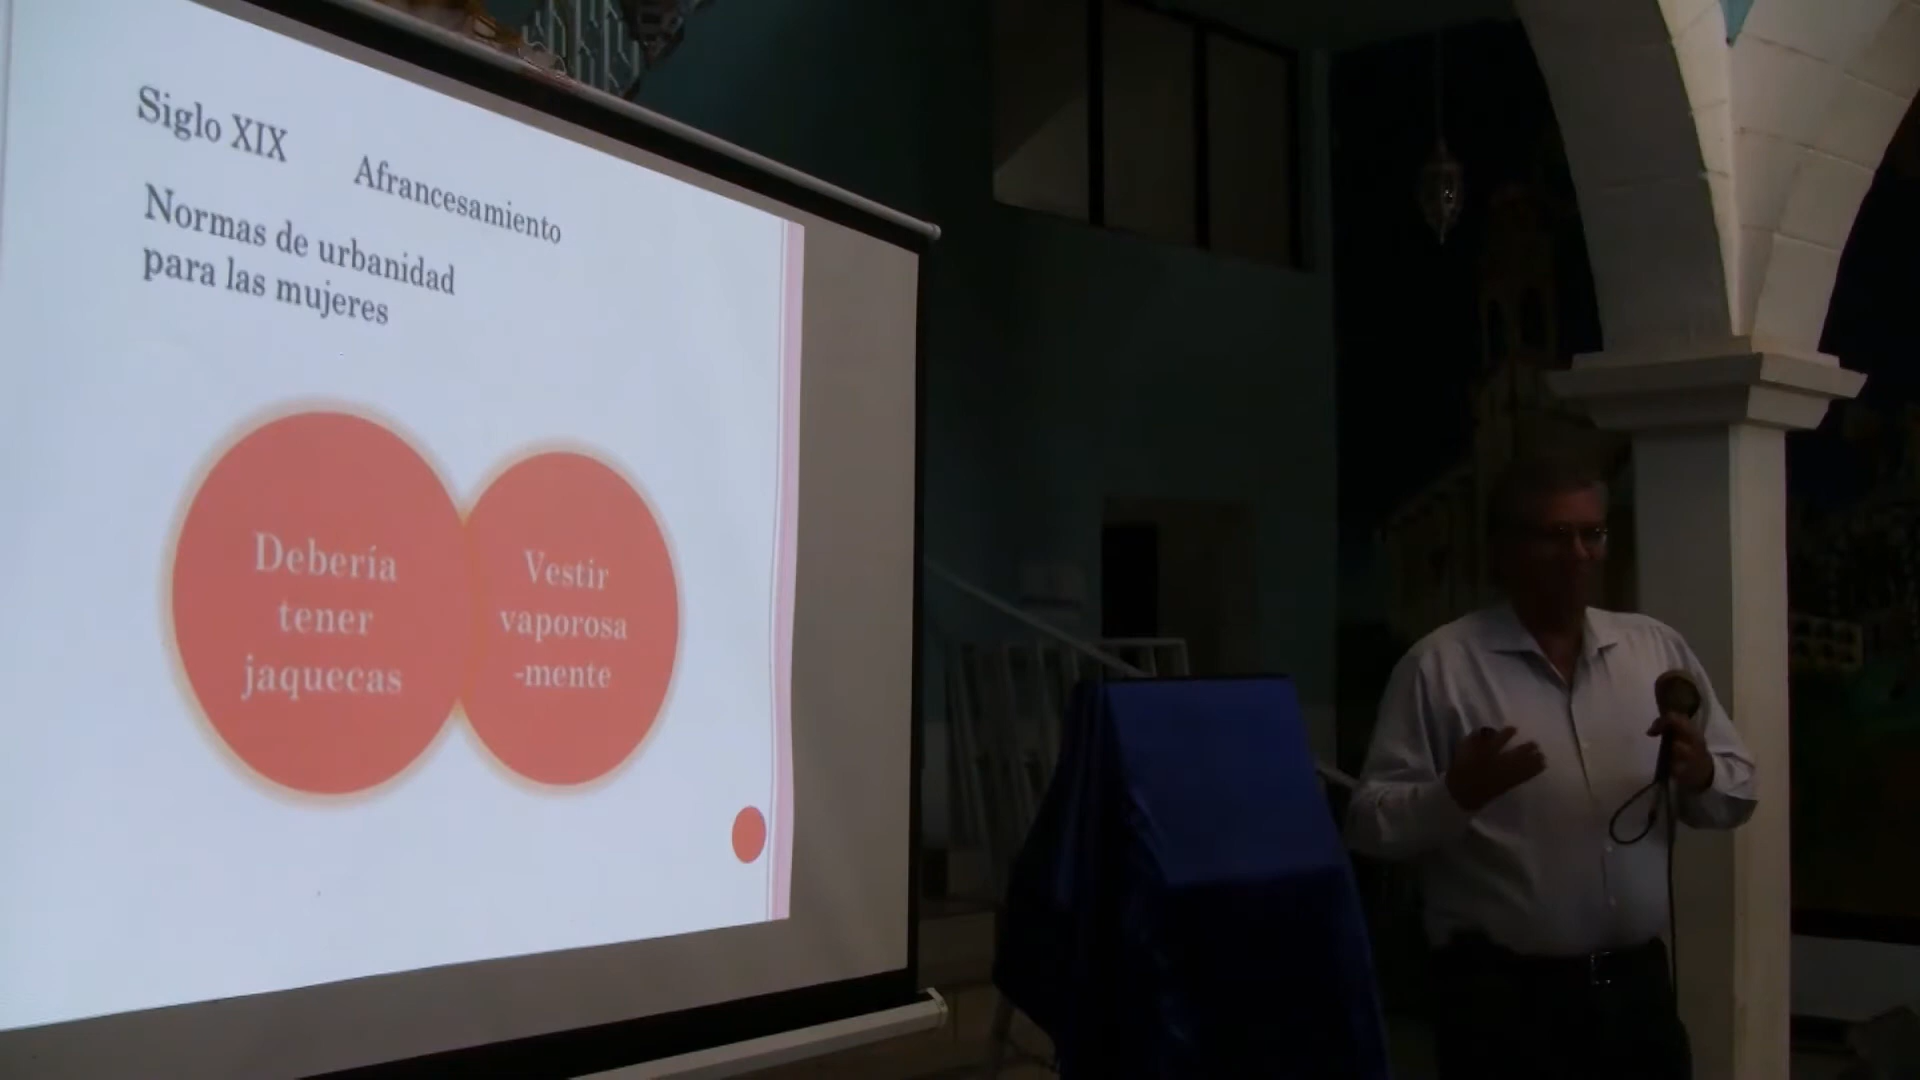 Siglo XIX
Afrancesamiento
Normas de urbanidad
para las mujeres
Debería
tener
jaquecas
Vestir
vaporosa
-mente